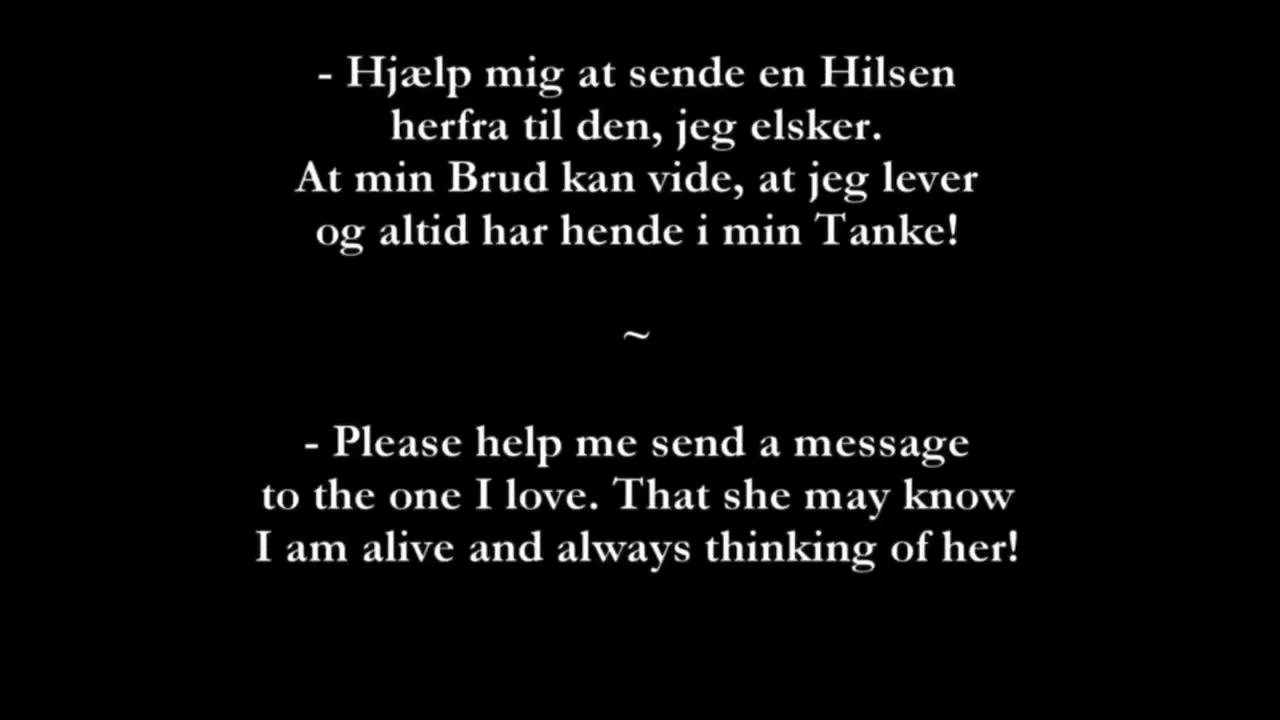 - Hjælp mig at sende en Hilsen
herfra til den, jeg elsker.
At min Brud kan vide, at jeg lever
og altid har hende i min Tanke!
~
- Please help me send a message
to the one I love. That she may know
I am alive and always thinking of her!